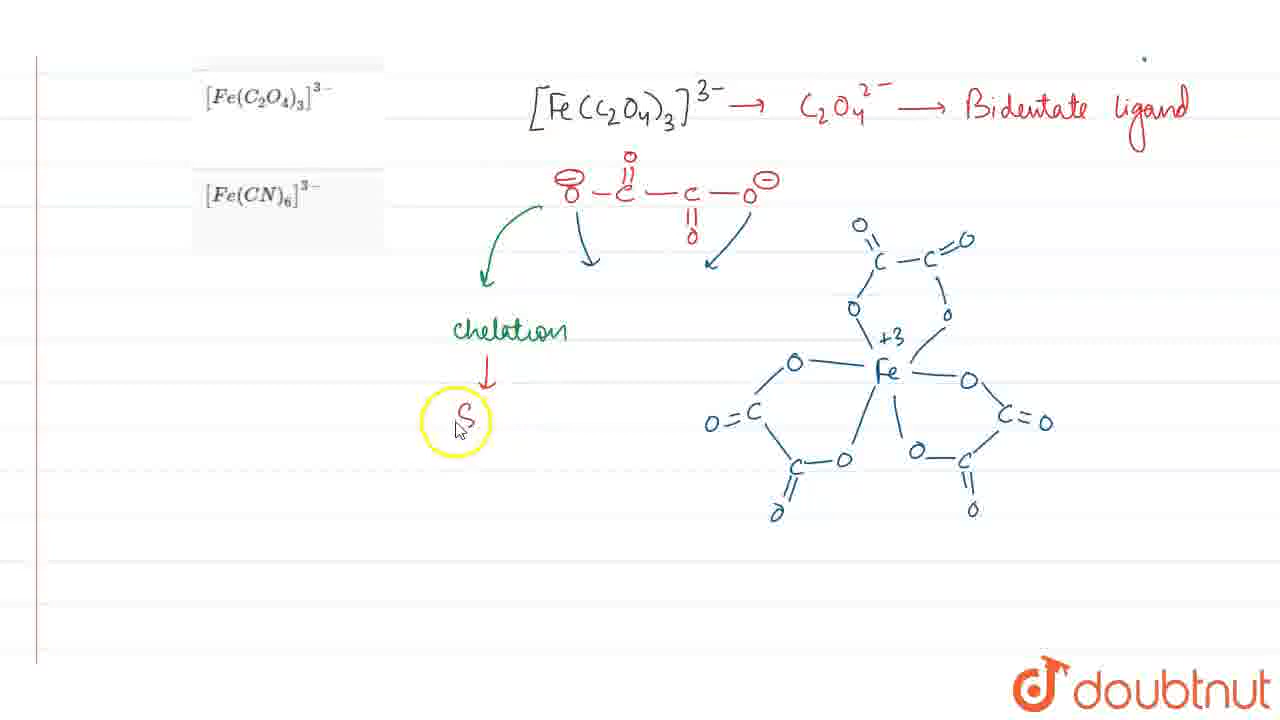 [Fe(C₂O₄)₃]³⁻
[Fe(C₂O₄)₃]³⁻ → C₂O₄²⁻ → Bidentate ligand
[Fe(CN)₆]³⁻
O
⊖ ⊖
O — C — C — O
O
chelation
S
O O
C — C
O O
+3
O Fe O
O = C C = O
C — O O — C
O O
doubtnut